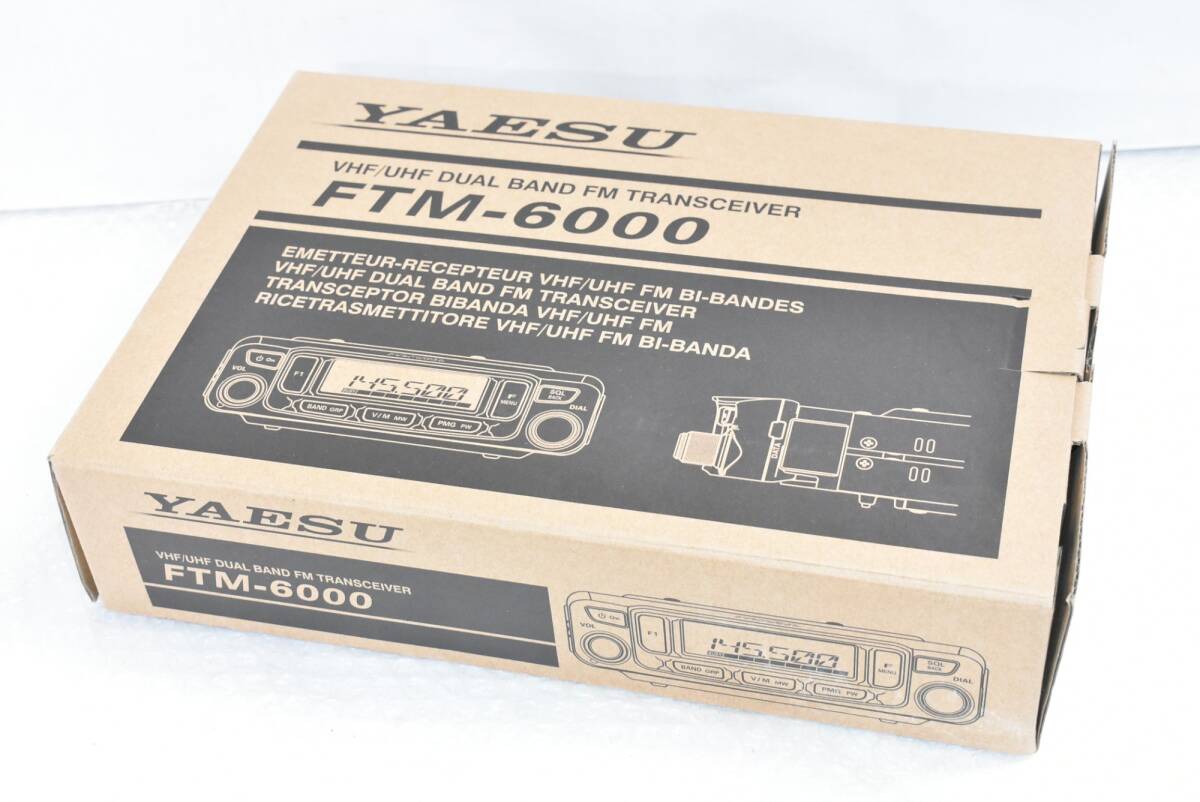 YAESU
VHF/UHF DUAL BAND FM TRANSCEIVER
FTM-6000
EMETTEUR-RECEPTEUR VHF/UHF FM BI-BANDES
VHF/UHF DUAL BAND FM TRANSCEIVER
TRANSCEPTOR BIBANDA VHF/UHF FM
RICETRASMETTITORE VHF/UHF FM BI-BANDA
On
VOL
F1
145.500
F
MENU
SQL
BACK
DIAL
BAND GRP
V/M MW
PMG PW
DATA
YAESU
VHF/UHF DUAL BAND FM TRANSCEIVER
FTM-6000
On
VOL
F1
145.500
F
MENU
SQL
BACK
DIAL
BAND GRP
V/M MW
PMG PW